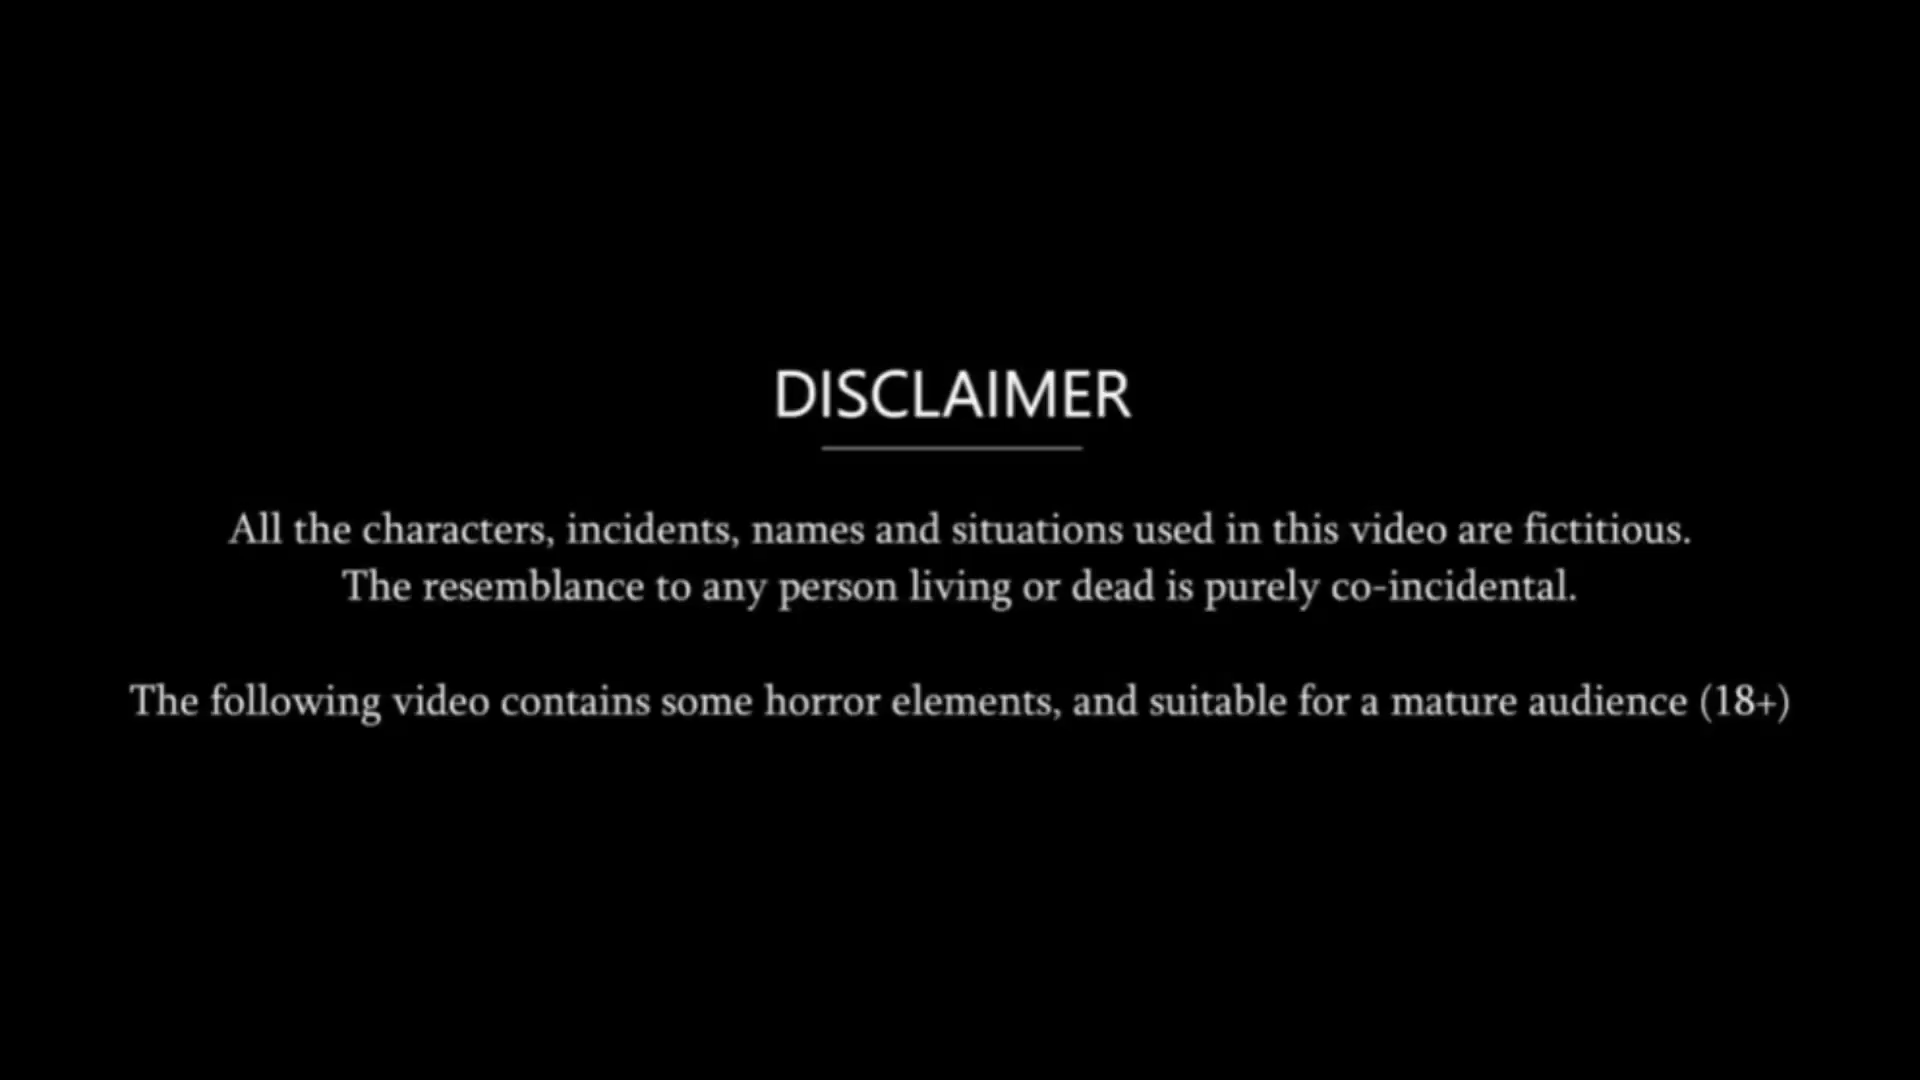 DISCLAIMER
All the characters, incidents, names and situations used in this video are fictitious.
The resemblance to any person living or dead is purely co-incidental.
The following video contains some horror elements, and suitable for a mature audience (18+)